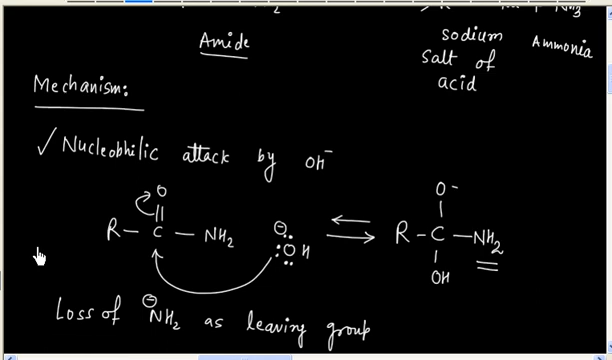 NH3
Amide
sodium
salt of
acid
Ammonia
Mechanism:
✓ Nucleophilic attack by OH⁻
O
R – C – NH2
⊖
:OH
O⁻
R – C – NH2
OH
Loss of ⊖NH2 as leaving group